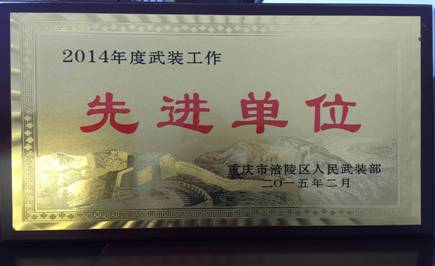 2014年度武装工作
先进单位
重庆市涪陵区人民武装部
二〇一五年二月